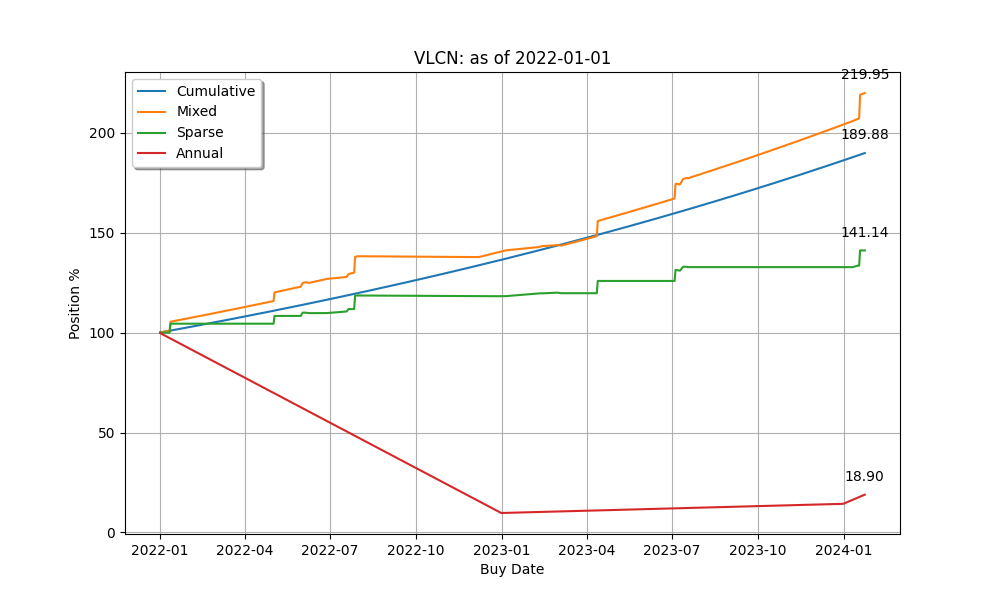 VLCN: as of 2022-01-01
219.95
Cumulative
Mixed
Sparse
Annual
200
189.88
150
141.14
Position %
100
50
18.90
0
2022-01 2022-04 2022-07 2022-10 2023-01 2023-04 2023-07 2023-10 2024-01
Buy Date